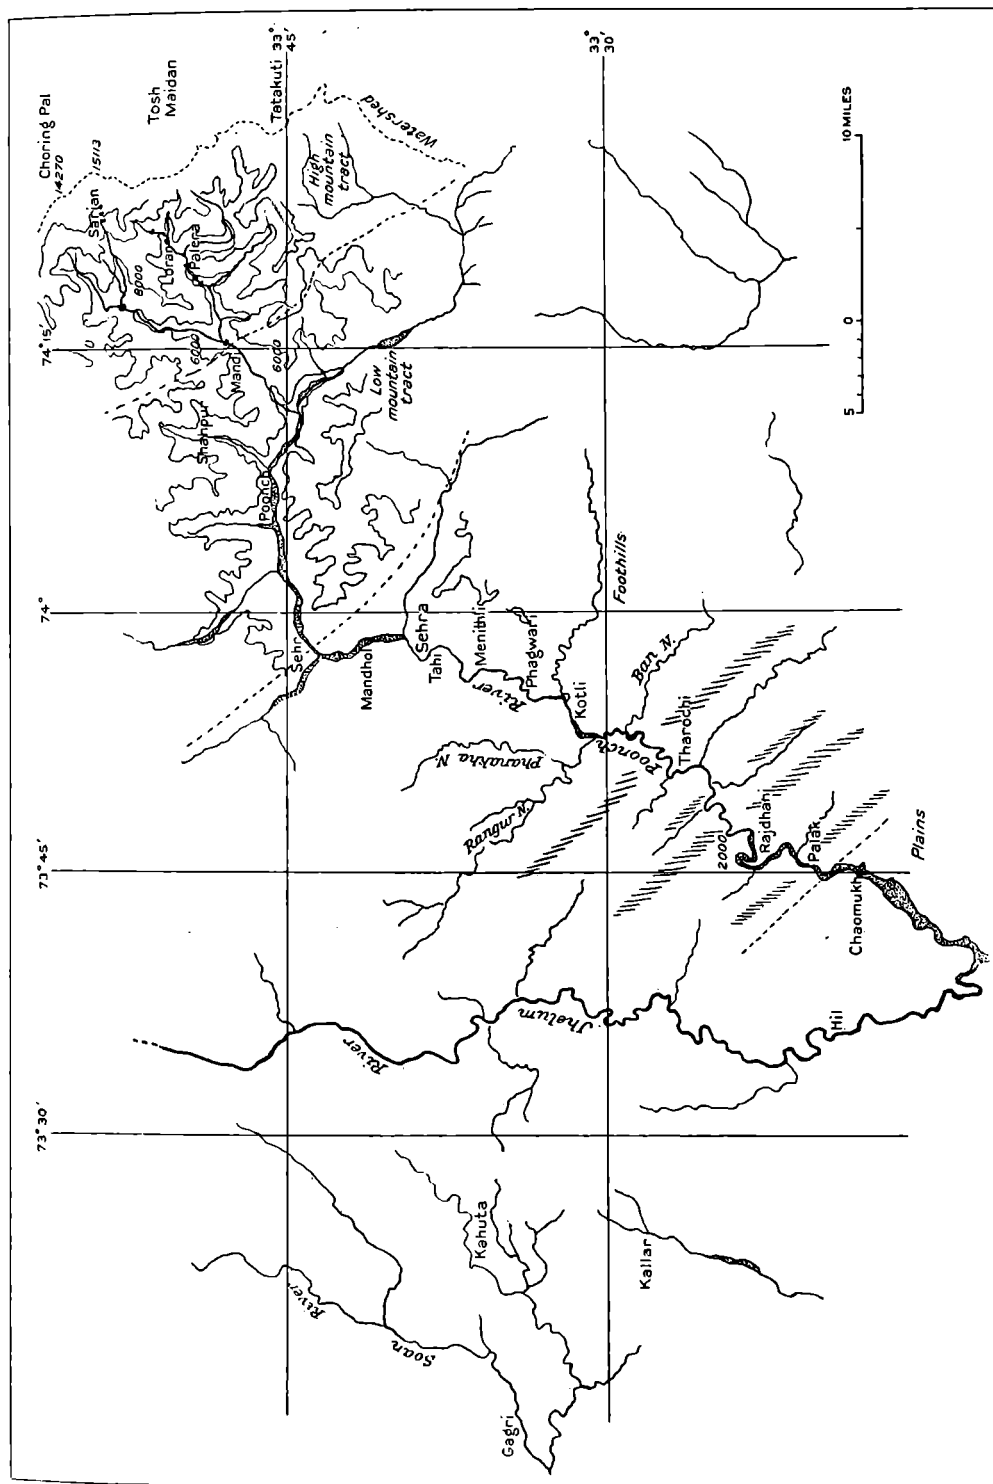 Choring Pal
14270
15113
Tosh
Maidan
Tatakuti
33°
45'
33°
30'
Watershed
High
mountain
tract
Sarian
8000
Loran
Palera
74° 15'
6000
Mandi
6000
Low
mountain
tract
Shahpur
Poonch
74°
Sehr
Mandhol
Sehra
Tahi
Menithir
Phagwari
River
Kotli
Foothills
Ban N.
Poonch
Tharochi
Phanakha
N.
Rangur N.
2000
Rajdhani
Palak
73° 45'
Chaomukh
Plains
River
Jhelum
Hil
73° 30'
River
Soan
Kahuta
Kallar
Gagri
5
0
10 MILES